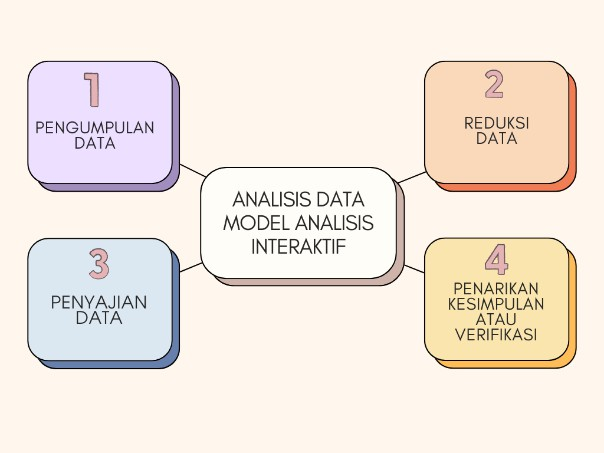 1
PENGUMPULAN
DATA
2
REDUKSI
DATA
ANALISIS DATA
MODEL ANALISIS
INTERAKTIF
3
PENYAJIAN
DATA
4
PENARIKAN
KESIMPULAN
ATAU
VERIFIKASI